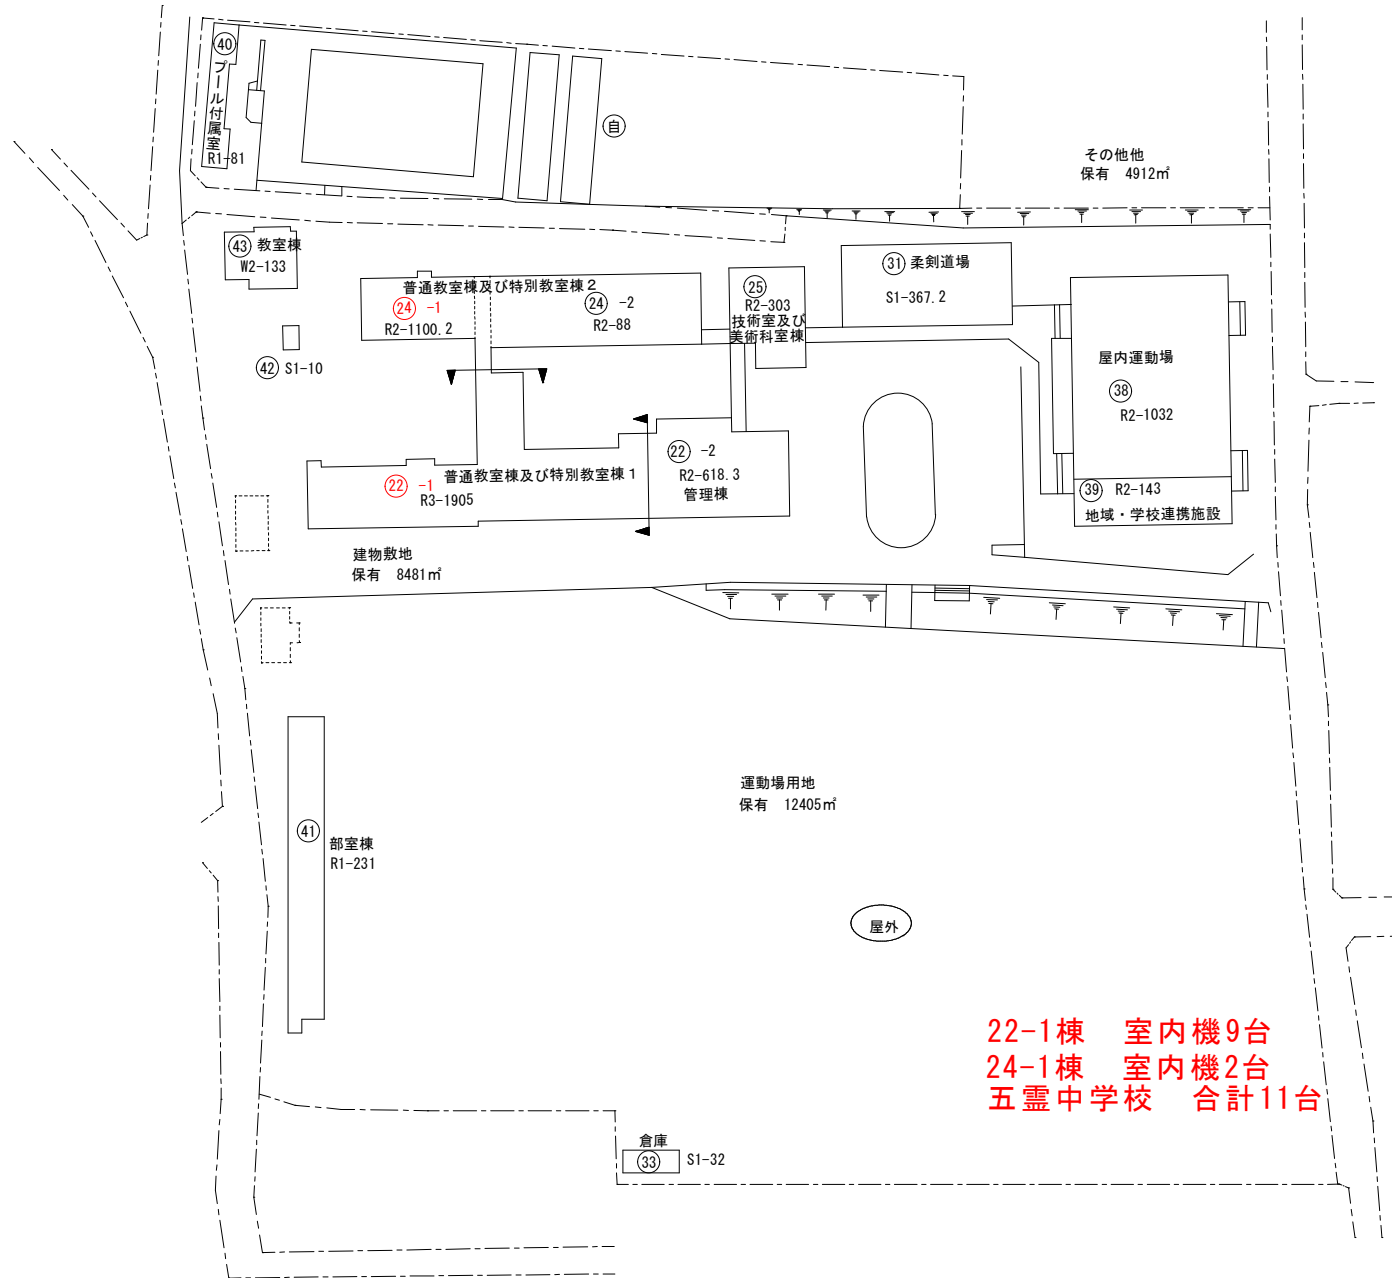 40
プール付属室
R1-81
自
その他他
保有 4912㎡
43 教室棟
W2-133
普通教室棟及び特別教室棟２
24 -1
R2-1100.2
24 -2
R2-88
25
R2-303
技術室及び
美術科室棟
31 柔剣道場
S1-367.2
屋内運動場
38
R2-1032
42 S1-10
22 -1
普通教室棟及び特別教室棟１
R3-1905
22 -2
R2-618.3
管理棟
39 R2-143
地域・学校連携施設
建物敷地
保有 8481㎡
運動場用地
保有 12405㎡
41
部室棟
R1-231
屋外
22-1棟 室内機9台
24-1棟 室内機2台
五霊中学校 合計11台
倉庫
33 S1-32